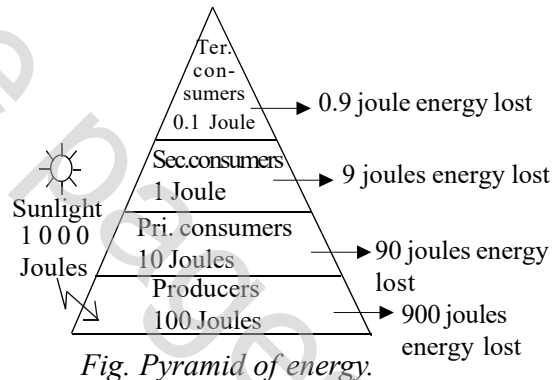 Ter.
con-
sumers
0.1 Joule
0.9 joule energy lost
Sec.consumers
1 Joule
9 joules energy lost
Sunlight
1 0 0 0
Joules
Pri. consumers
10 Joules
90 joules energy
lost
Producers
100 Joules
900 joules
energy lost
Fig. Pyramid of energy.